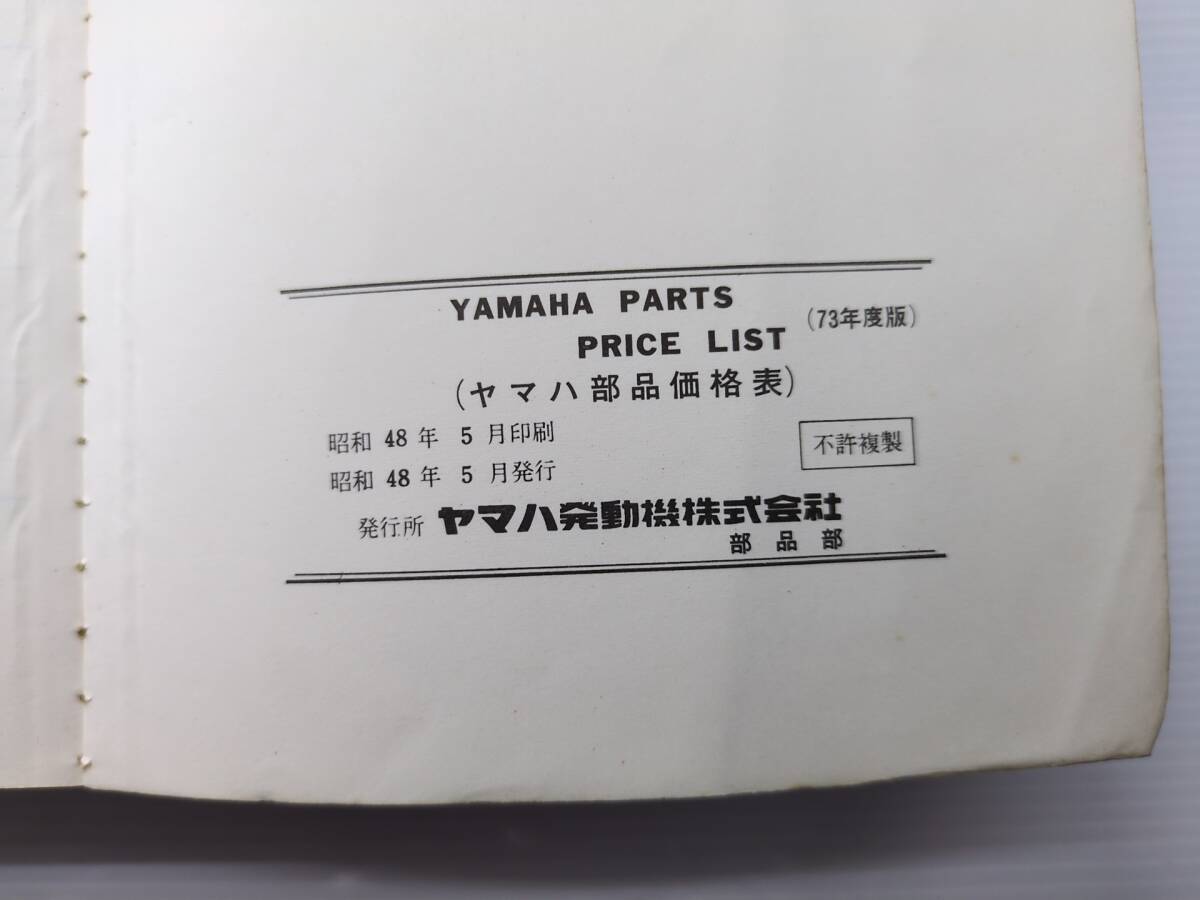 YAMAHA PARTS
PRICE LIST (73年度版)
(ヤマハ部品価格表)
昭和 48 年 5 月印刷
昭和 48 年 5 月発行
不許複製
発行所 ヤマハ発動機株式会社
部品部